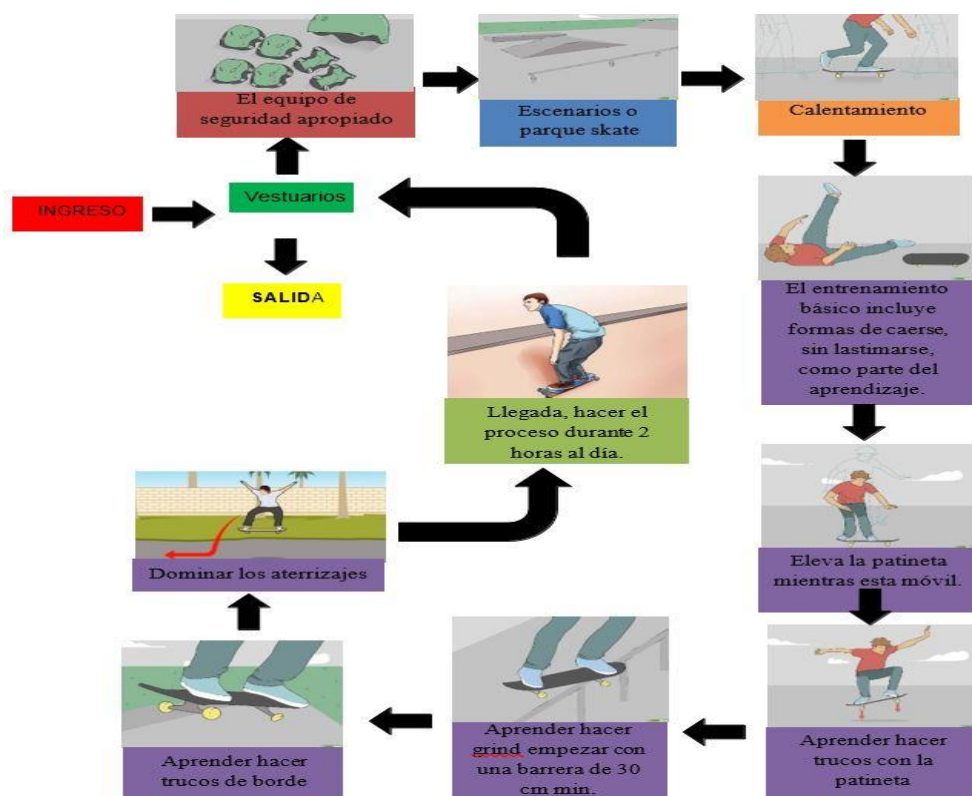 El equipo de
seguridad apropiado
Escenarios o
parque skate
Calentamiento
INGRESO
Vestuarios
SALIDA
El entrenamiento
básico incluye
formas de caerse,
sin lastimarse,
como parte del
aprendizaje.
Eleva la patineta
mientras esta móvil.
Aprender hacer
trucos con la
patineta
Aprender hacer
grind empezar con
una barrera de 30
cm min.
Aprender hacer
trucos de borde
Dominar los aterrizajes
Llegada, hacer el
proceso durante 2
horas al día.